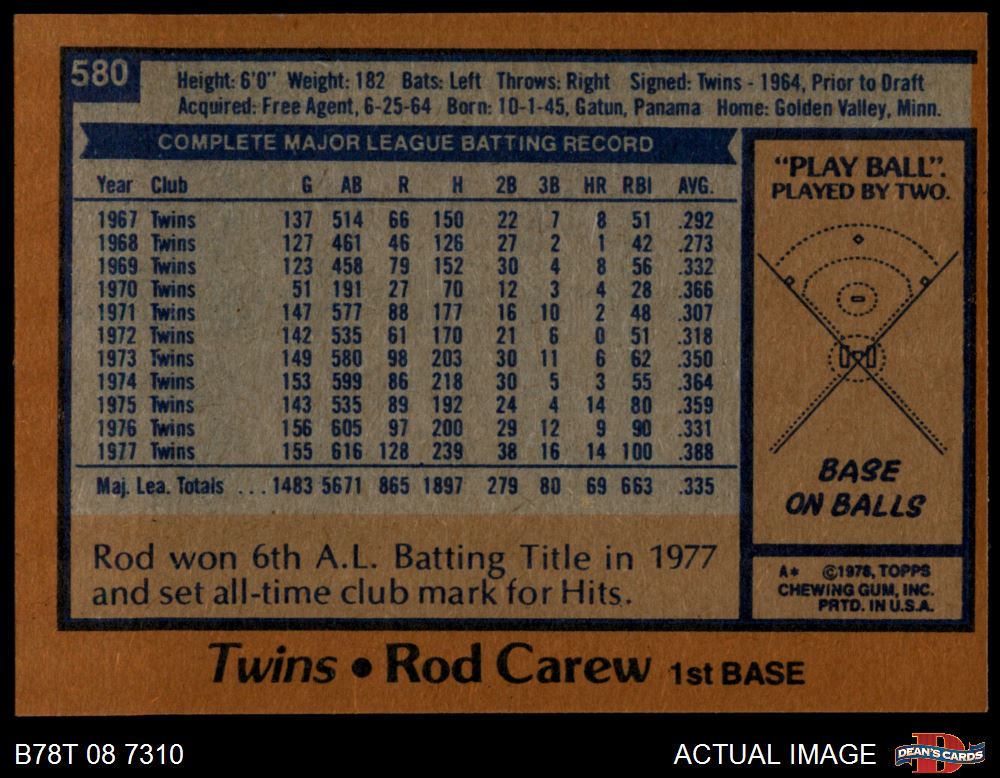 580
Height: 6'0" Weight: 182 Bats: Left Throws: Right Signed: Twins - 1964, Prior to Draft
Acquired: Free Agent, 6-25-64 Born: 10-1-45, Gatun, Panama Home: Golden Valley, Minn.
COMPLETE MAJOR LEAGUE BATTING RECORD
Year Club G AB R H 2B 3B HR RBI AVG.
1967 Twins 137 514 66 150 22 7 8 51 .292
1968 Twins 127 461 46 126 27 2 1 42 .273
1969 Twins 123 458 79 152 30 4 8 56 .332
1970 Twins 51 191 27 70 12 3 4 28 .366
1971 Twins 147 577 88 177 16 10 2 48 .307
1972 Twins 142 535 61 170 21 6 0 51 .318
1973 Twins 149 580 98 203 30 11 6 62 .350
1974 Twins 153 599 86 218 30 5 3 55 .364
1975 Twins 143 535 89 192 24 4 14 80 .359
1976 Twins 156 605 97 200 29 12 9 90 .331
1977 Twins 155 616 128 239 38 16 14 100 .388
Maj. Lea. Totals ... 1483 5671 865 1897 279 80 69 663 .335
Rod won 6th A.L. Batting Title in 1977
and set all-time club mark for Hits.
"PLAY BALL".
PLAYED BY TWO.
BASE
ON BALLS
A* ©1978, TOPPS
CHEWING GUM, INC.
PRTD. IN U.S.A.
Twins • Rod Carew 1st BASE
B78T 08 7310
ACTUAL IMAGE
DEAN'S CARDS